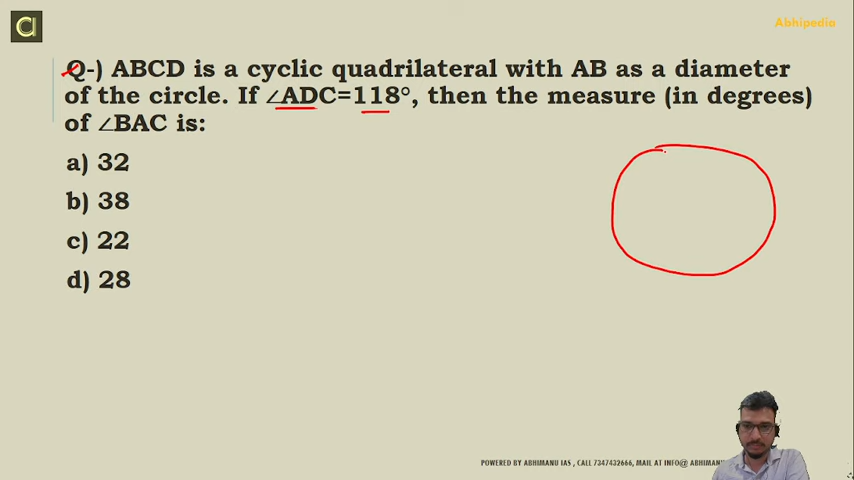 Abhipedia
Q-) ABCD is a cyclic quadrilateral with AB as a diameter
of the circle. If ∠ADC=118°, then the measure (in degrees)
of ∠BAC is:
a) 32
b) 38
c) 22
d) 28
POWERED BY ABHIMANU IAS , CALL 7347432666, MAIL AT INFO@ ABHIMANU